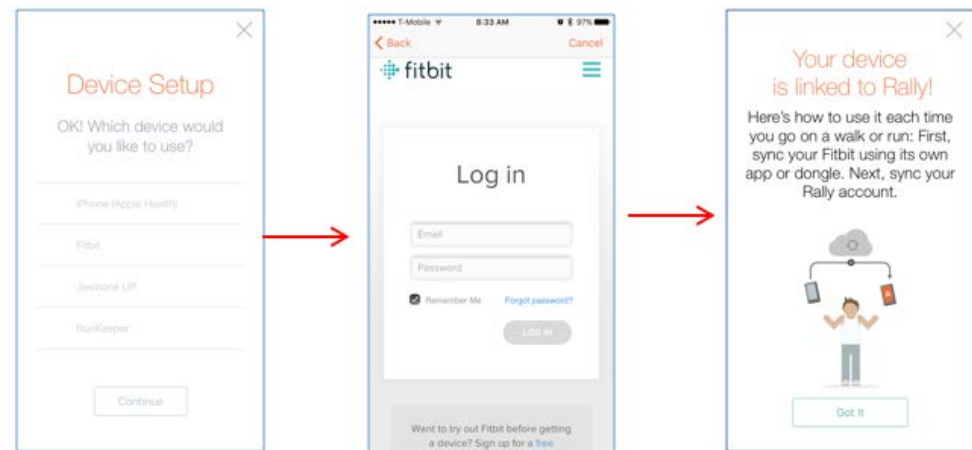 Device Setup
OK! Which device would
you like to use?
iPhone (Apple Health)
Fitbit
Jawbone UP
RunKeeper
Continue
T-Mobile 8:33 AM 97%
Back Cancel
fitbit
Log in
Email
Password
Remember Me Forgot password?
LOG IN
Want to try out Fitbit before getting
a device? Sign up for a free
Your device
is linked to Rally!
Here's how to use it each time
you go on a walk or run: First,
sync your Fitbit using its own
app or dongle. Next, sync your
Rally account.
Got It